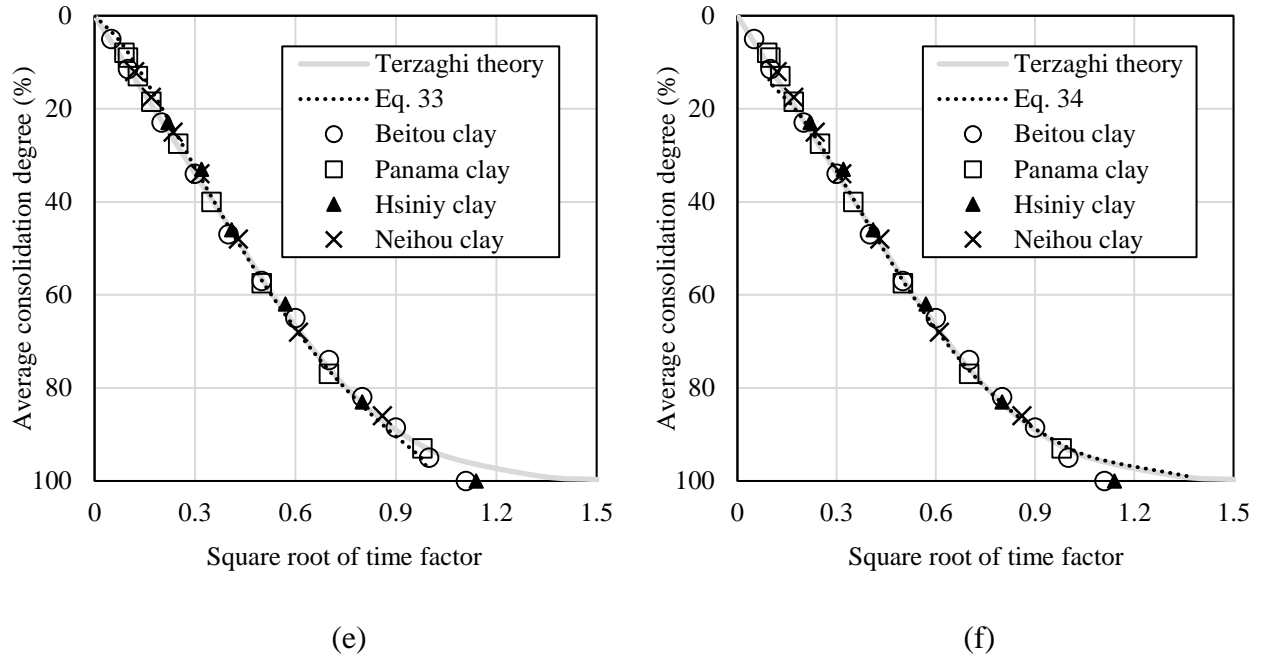 0
20
40
60
80
100
Average consolidation degree (%)
0
0.3
0.6
0.9
1.2
1.5
Square root of time factor
Terzaghi theory
Eq. 33
Beitou clay
Panama clay
Hsiniy clay
Neihou clay
(e)
0
20
40
60
80
100
Average consolidation degree (%)
0
0.3
0.6
0.9
1.2
1.5
Square root of time factor
Terzaghi theory
Eq. 34
Beitou clay
Panama clay
Hsiniy clay
Neihou clay
(f)